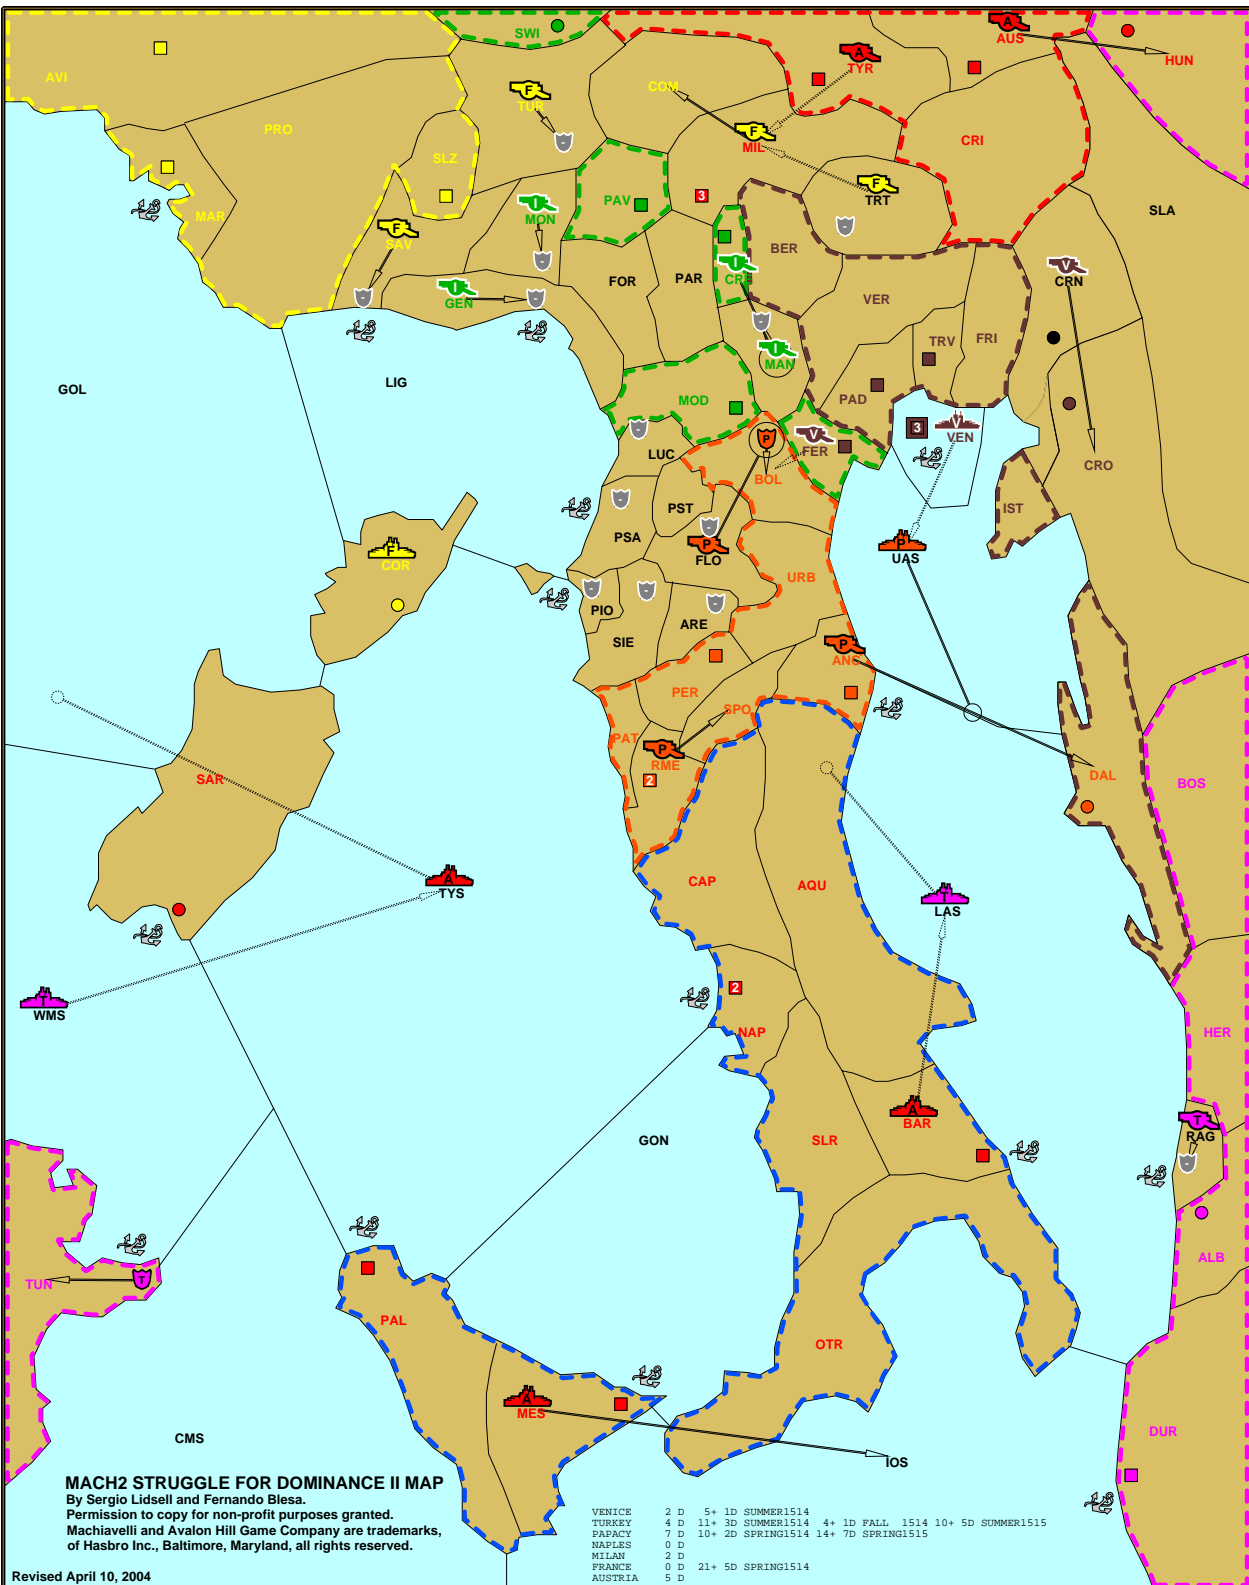 SWI
AUS
HUN
A
A
TYR
AVI
F
TUR
COM
PRO
F
MIL
CRI
SLZ
F
TRT
3
PAV
I
MON
MAR
F
SAV
SLA
BER
I
CRE
V
CRN
I
GEN
FOR
PAR
VER
TRV
FRI
I
MAN
GOL
LIG
PAD
MOD
3
V
VEN
V
FER
P
LUC
BOL
CRO
PST
IST
PSA
P
FLO
P
UAS
F
COR
URB
PIO
ARE
SIE
P
ANC
PER
SPO
PAT
P
RME
2
SAR
DAL
BOS
CAP
AQU
A
TYS
T
LAS
2
T
WMS
NAP
HER
A
BAR
T
RAG
GON
SLR
ALB
TUN
T
PAL
OTR
A
MES
DUR
CMS
IOS
MACH2 STRUGGLE FOR DOMINANCE II MAP
By Sergio Lidsell and Fernando Blesa.
Permission to copy for non-profit purposes granted.
Machiavelli and Avalon Hill Game Company are trademarks,
of Hasbro Inc., Baltimore, Maryland, all rights reserved.
Revised April 10, 2004
VENICE 2 D 5+ 1D SUMMER1514
TURKEY 4 D 11+ 3D SUMMER1514 4+ 1D FALL 1514 10+ 5D SUMMER1515
PAPACY 7 D 10+ 2D SPRING1514 14+ 7D SPRING1515
NAPLES 0 D
MILAN 2 D
FRANCE 0 D 21+ 5D SPRING1514
AUSTRIA 5 D